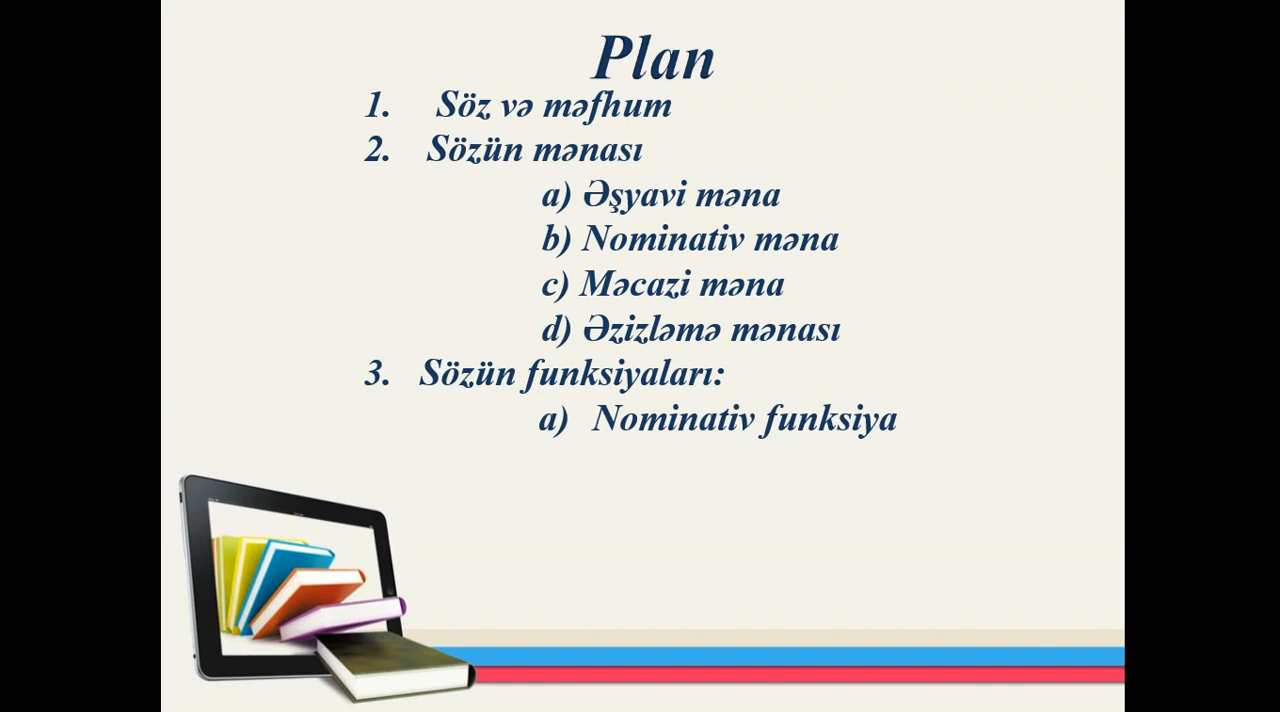 Plan
1. Söz və məfhum
2. Sözün mənası
a) Əşyavi məna
b) Nominativ məna
c) Məcazi məna
d) Əzizləmə mənası
3. Sözün funksiyaları:
a) Nominativ funksiya